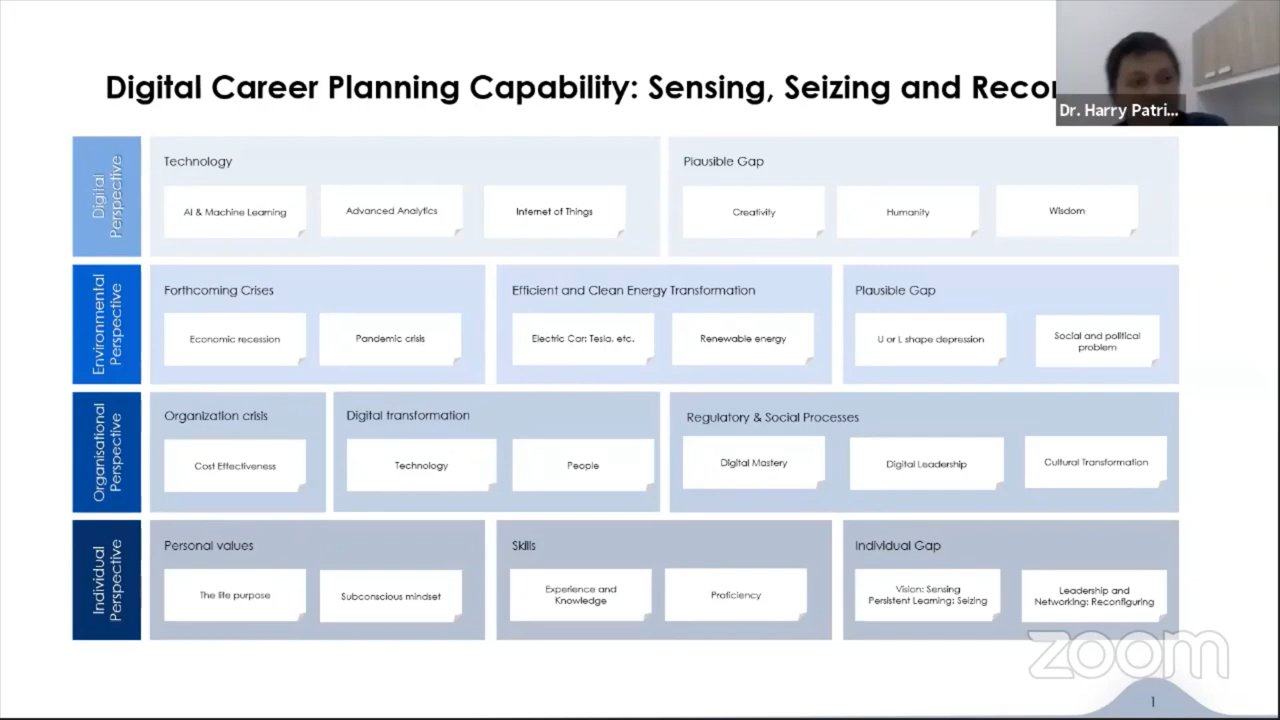 Digital Career Planning Capability: Sensing, Seizing and Recon
Dr. Harry Patri...
Digital
Perspective
Technology
AI & Machine Learning
Advanced Analytics
Internet of Things
Plausible Gap
Creativity
Humanity
Wisdom
Environmental
Perspective
Forthcoming Crises
Economic recession
Pandemic crisis
Efficient and Clean Energy Transformation
Electric Car: Tesla, etc.
Renewable energy
Plausible Gap
U or L shape depression
Social and political
problem
Organisational
Perspective
Organization crisis
Cost Effectiveness
Digital transformation
Technology
People
Regulatory & Social Processes
Digital Mastery
Digital Leadership
Cultural Transformation
Individual
Perspective
Personal values
The life purpose
Subconscious mindset
Skills
Experience and
Knowledge
Proficiency
Individual Gap
Vision: Sensing
Persistent Learning: Seizing
Leadership and
Networking: Reconfiguring
zoom
1